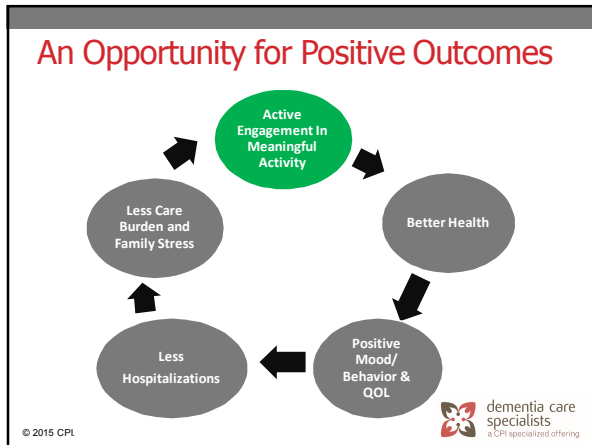 An Opportunity for Positive Outcomes
Active
Engagement In
Meaningful
Activity
Better Health
Positive
Mood/
Behavior &
QOL
Less
Hospitalizations
Less Care
Burden and
Family Stress
© 2015 CPI.
dementia care
specialists
a CPI specialized offering